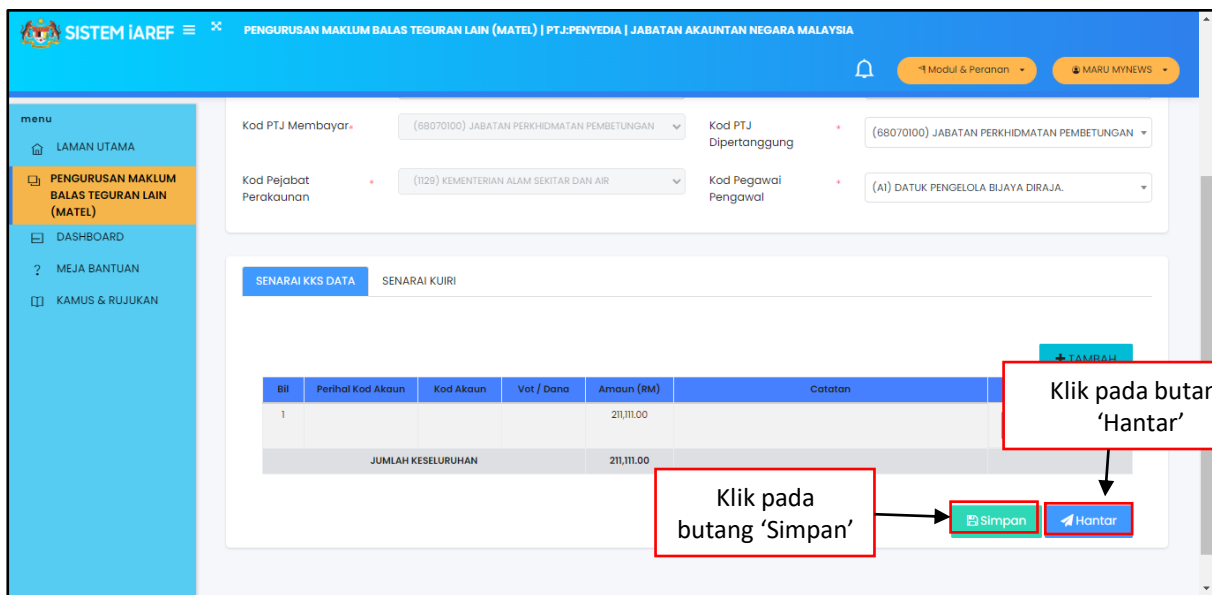 SISTEM iAREF
PENGURUSAN MAKLUM BALAS TEGURAN LAIN (MATEL) | PTJ:PENYEDIA | JABATAN AKAUNTAN NEGARA MALAYSIA
Modul & Peranan
MARU MYNEWS
menu
LAMAN UTAMA
PENGURUSAN MAKLUM
BALAS TEGURAN LAIN
(MATEL)
DASHBOARD
? MEJA BANTUAN
KAMUS & RUJUKAN
Kod PTJ Membayar*
(68070100) JABATAN PERKHIDMATAN PEMBETUNGAN
Kod PTJ *
Dipertanggung
(68070100) JABATAN PERKHIDMATAN PEMBETUNGAN
Kod Pejabat *
Perakaunan
(1129) KEMENTERIAN ALAM SEKITAR DAN AIR
Kod Pegawai *
Pengawal
(A1) DATUK PENGELOLA BIJAYA DIRAJA.
SENARAI KKS DATA SENARAI KUIRI
+ TAMBAH
Bil Perihal Kod Akaun Kod Akaun Vot / Dana Amaun (RM) Catatan
1 211,111.00
JUMLAH KESELURUHAN 211,111.00
Klik pada butan
‘Hantar’
Klik pada
butang ‘Simpan’
Simpan Hantar